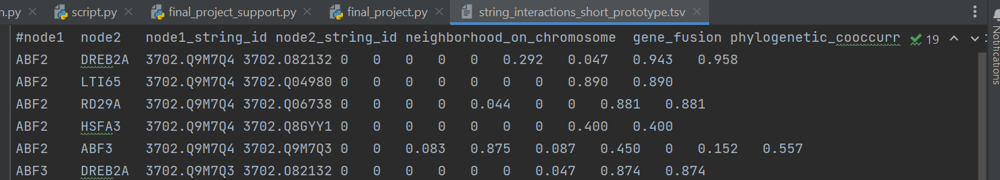 n.py script.py final_project_support.py final_project.py string_interactions_short_prototype.tsv
#node1 node2 node1_string_id node2_string_id neighborhood_on_chromosome gene_fusion phylogenetic_cooccurr 19
ABF2 DREB2A 3702.Q9M7Q4 3702.O82132 0 0 0 0 0 0.292 0.047 0.943 0.958
ABF2 LTI65 3702.Q9M7Q4 3702.Q04980 0 0 0 0 0 0 0 0.890 0.890
ABF2 RD29A 3702.Q9M7Q4 3702.Q06738 0 0 0 0 0.044 0 0 0.881 0.881
ABF2 HSFA3 3702.Q9M7Q4 3702.Q8GYY1 0 0 0 0 0 0 0 0.400 0.400
ABF2 ABF3 3702.Q9M7Q4 3702.Q9M7Q3 0 0 0.083 0.875 0.087 0.450 0 0.152 0.557
ABF3 DREB2A 3702.Q9M7Q3 3702.O82132 0 0 0 0 0 0 0.047 0.874 0.874
Notifications